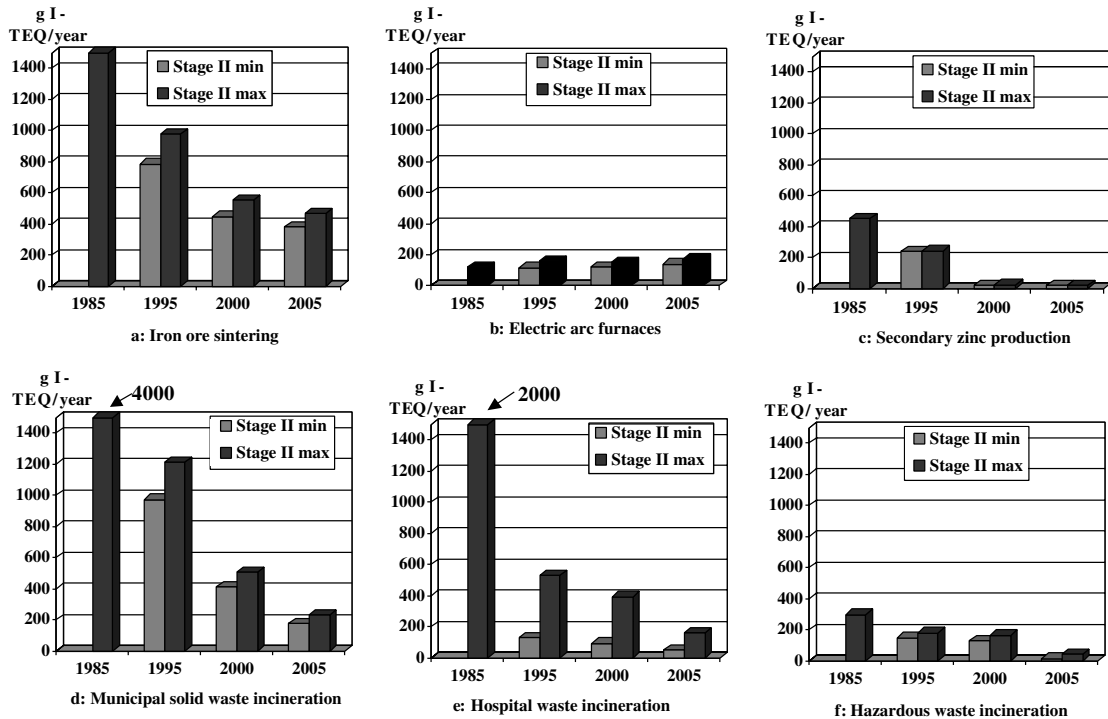 g I-
TEQ/year
1400
1200
1000
800
600
400
200
0
Stage II min
Stage II max
1985 1995 2000 2005
a: Iron ore sintering
g I-
TEQ/year
1400
1200
1000
800
600
400
200
0
Stage II min
Stage II max
1985 1995 2000 2005
b: Electric arc furnaces
g I-
TEQ/year
1400
1200
1000
800
600
400
200
0
Stage II min
Stage II max
1985 1995 2000 2005
c: Secondary zinc production
g I-
TEQ/year
4000
1400
1200
1000
800
600
400
200
0
Stage II min
Stage II max
1985 1995 2000 2005
d: Municipal solid waste incineration
g I-
TEQ/year
2000
1400
1200
1000
800
600
400
200
0
Stage II min
Stage II max
1985 1995 2000 2005
e: Hospital waste incineration
g I-
TEQ/ year
1400
1200
1000
800
600
400
200
0
Stage II min
Stage II max
1985 1995 2000 2005
f: Hazardous waste incineration